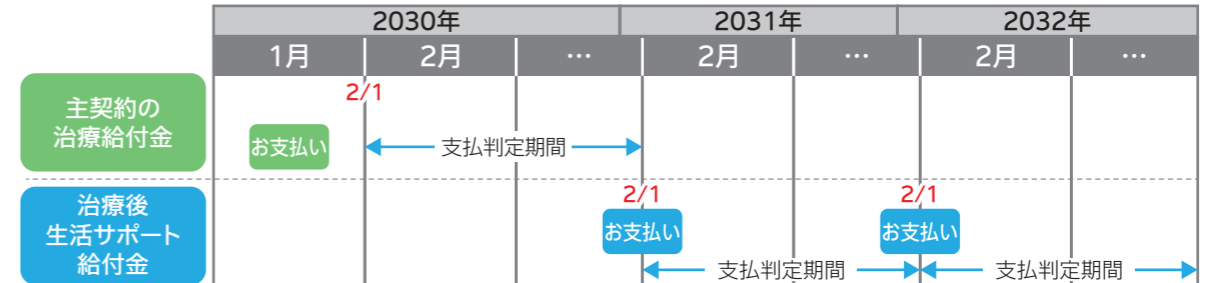 2030年 2031年 2032年
1月 2月 … 2月 … 2月 …
主契約の
治療給付金
2/1
お支払い
支払判定期間
治療後
生活サポート
給付金
2/1 2/1
お支払い お支払い
支払判定期間 支払判定期間